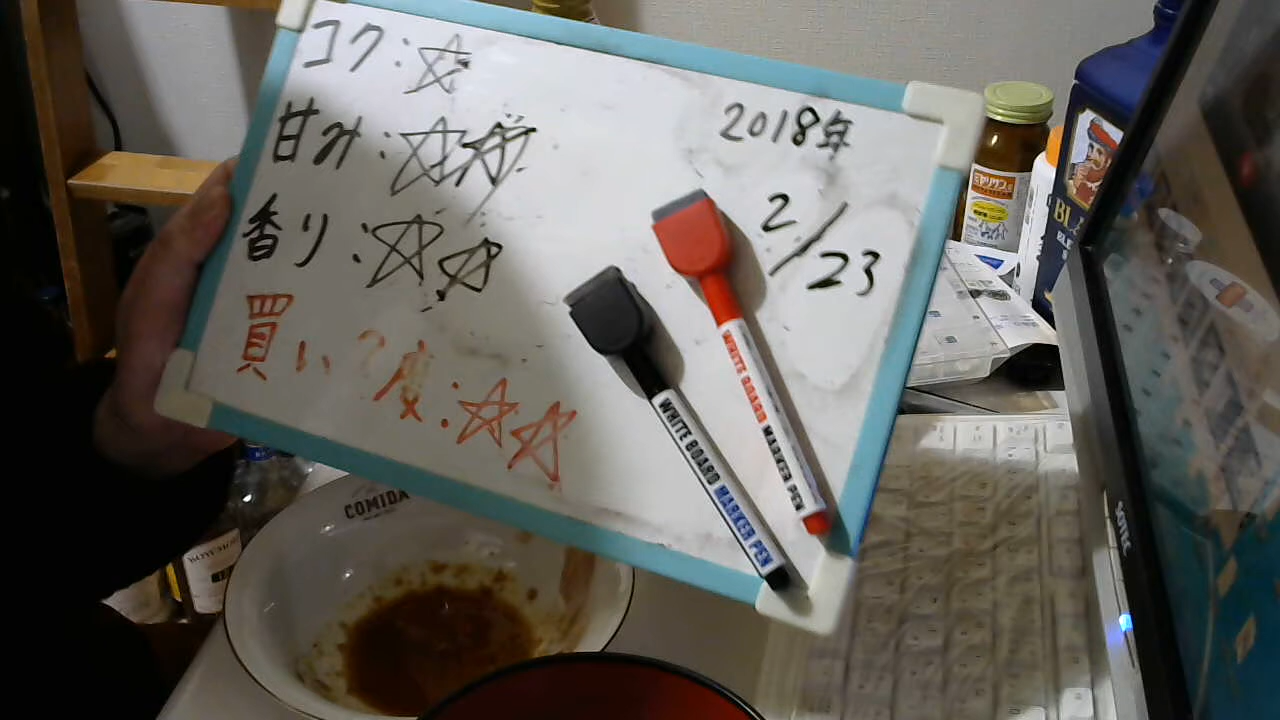 コク:☆
甘み:☆☆
香り:☆☆
買い?度:☆☆
2018年
2/23
WHITE BOARD MARKER PEN
WHITE BOARD MARKER PEN
COMIDA
SOTEC